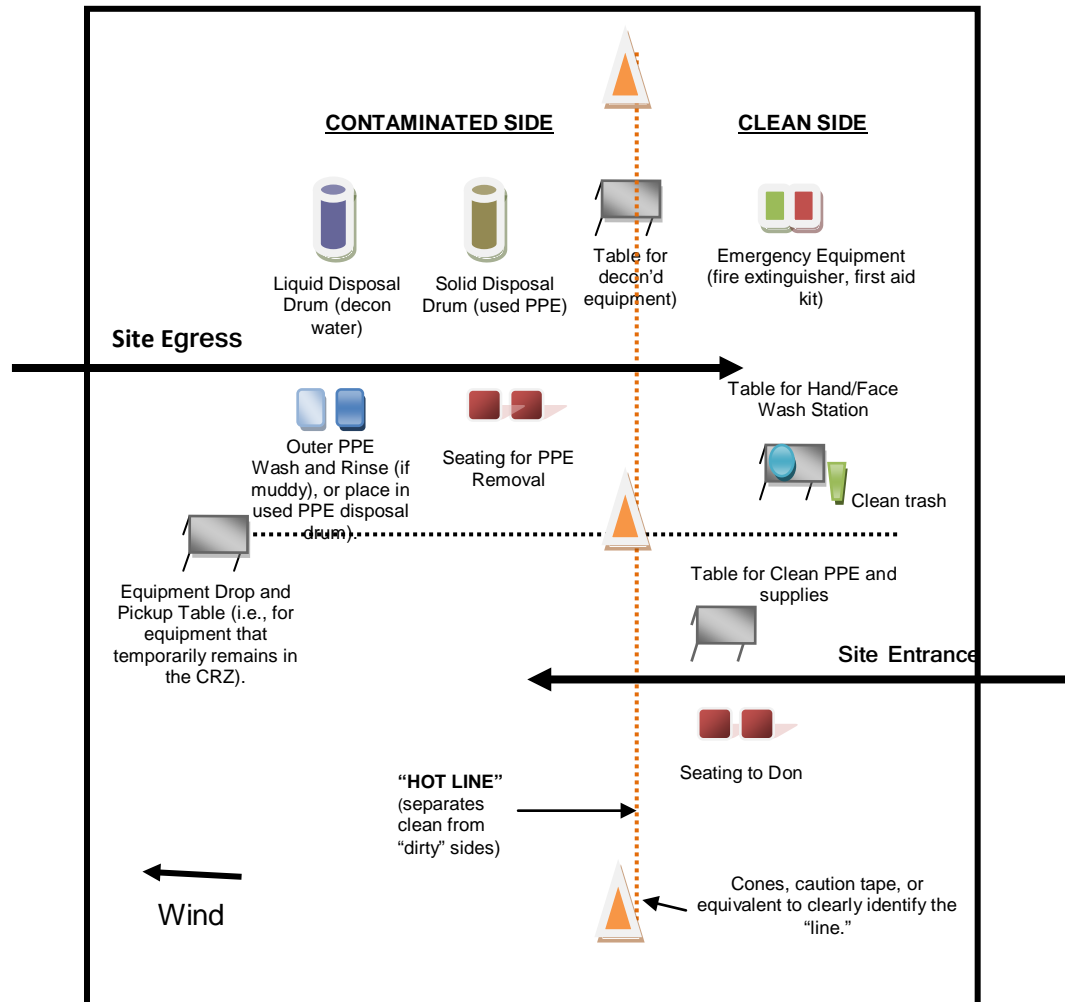 CONTAMINATED SIDE
CLEAN SIDE
Liquid Disposal
Drum (decon
water)
Solid Disposal
Drum (used PPE)
Table for
decon’d
equipment)
Emergency Equipment
(fire extinguisher, first aid
kit)
Site Egress
Outer PPE
Wash and Rinse (if
muddy), or place in
used PPE disposal
drum).
Seating for PPE
Removal
Table for Hand/Face
Wash Station
Clean trash
Equipment Drop and
Pickup Table (i.e., for
equipment that
temporarily remains in
the CRZ).
Table for Clean PPE and
supplies
Site Entrance
Seating to Don
“HOT LINE”
(separates
clean from
“dirty” sides)
Wind
Cones, caution tape, or
equivalent to clearly identify the
“line.”